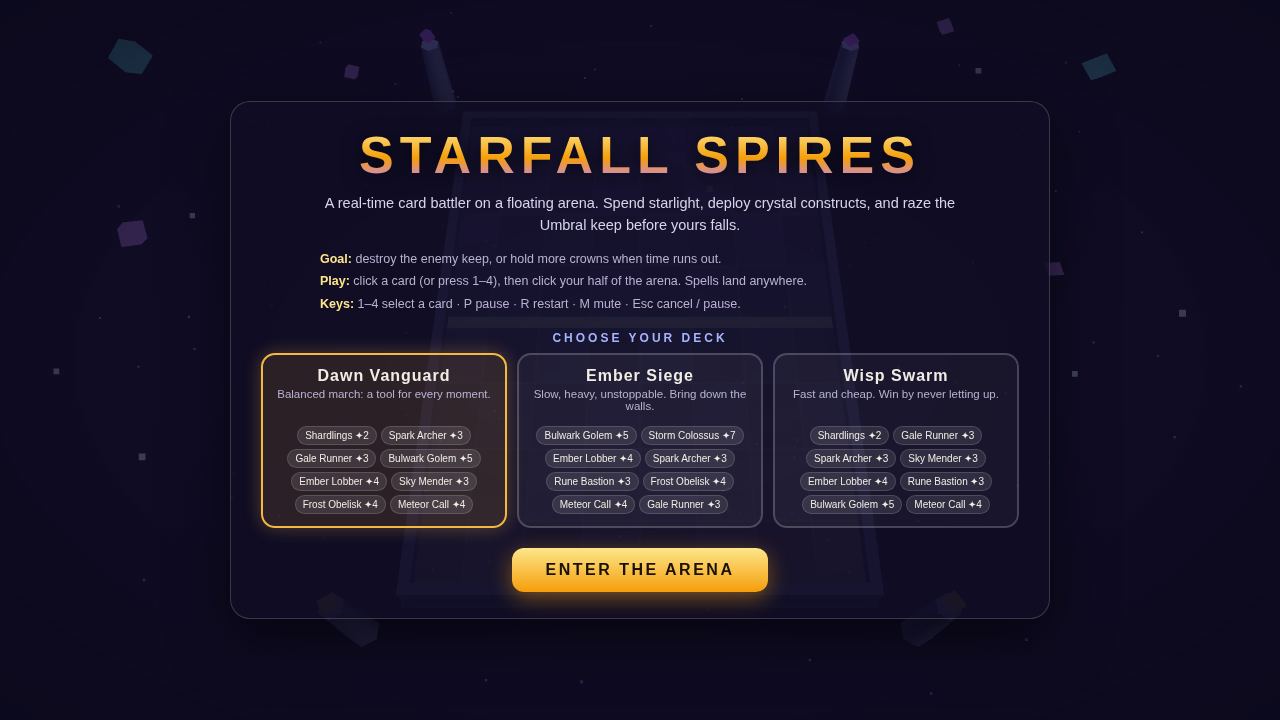 STARFALL SPIRES
A real-time card battler on a floating arena. Spend starlight, deploy crystal constructs, and raze the
Umbral keep before yours falls.
Goal: destroy the enemy keep, or hold more crowns when time runs out.
Play: click a card (or press 1–4), then click your half of the arena. Spells land anywhere.
Keys: 1–4 select a card · P pause · R restart · M mute · Esc cancel / pause.
CHOOSE YOUR DECK
Dawn Vanguard
Balanced march: a tool for every moment.
Shardlings ✦2 Spark Archer ✦3
Gale Runner ✦3 Bulwark Golem ✦5
Ember Lobber ✦4 Sky Mender ✦3
Frost Obelisk ✦4 Meteor Call ✦4
Ember Siege
Slow, heavy, unstoppable. Bring down the
walls.
Bulwark Golem ✦5 Storm Colossus ✦7
Ember Lobber ✦4 Spark Archer ✦3
Rune Bastion ✦3 Frost Obelisk ✦4
Meteor Call ✦4 Gale Runner ✦3
Wisp Swarm
Fast and cheap. Win by never letting up.
Shardlings ✦2 Gale Runner ✦3
Spark Archer ✦3 Sky Mender ✦3
Ember Lobber ✦4 Rune Bastion ✦3
Bulwark Golem ✦5 Meteor Call ✦4
ENTER THE ARENA